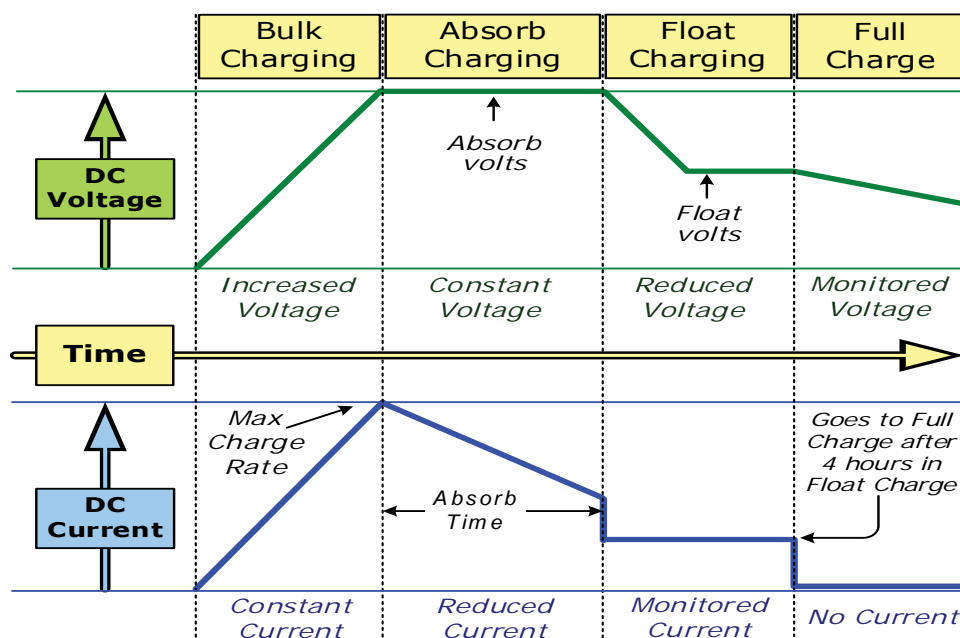 Bulk
Charging
Absorb
Charging
Float
Charging
Full
Charge
DC
Voltage
Absorb
volts
Float
volts
Increased
Voltage
Constant
Voltage
Reduced
Voltage
Monitored
Voltage
Time
Max
Charge
Rate
Goes to Full
Charge after
4 hours in
Float Charge
DC
Current
Absorb
Time
Constant
Current
Reduced
Current
Monitored
Current
No Current